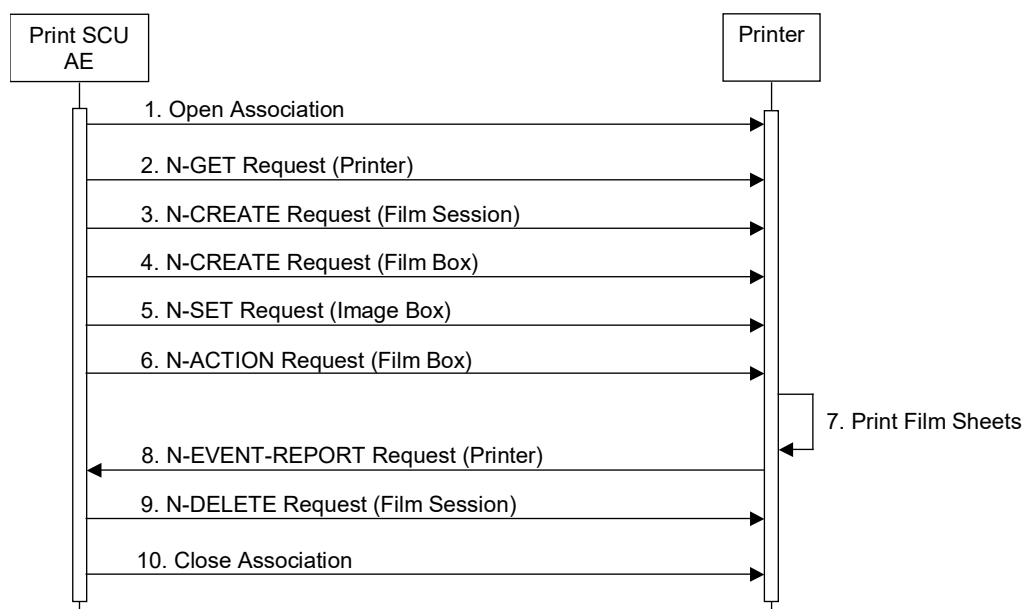 Print SCU
AE
Printer
1. Open Association
2. N-GET Request (Printer)
3. N-CREATE Request (Film Session)
4. N-CREATE Request (Film Box)
5. N-SET Request (Image Box)
6. N-ACTION Request (Film Box)
7. Print Film Sheets
8. N-EVENT-REPORT Request (Printer)
9. N-DELETE Request (Film Session)
10. Close Association